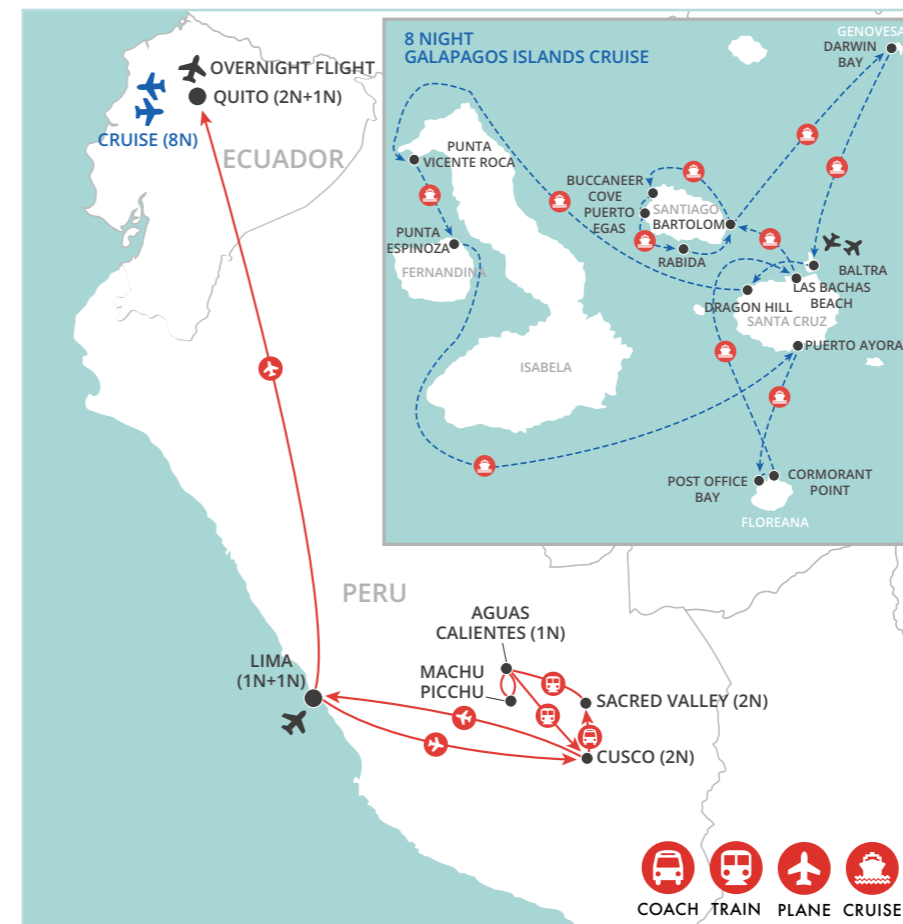 8 NIGHT
GALAPAGOS ISLANDS CRUISE
GENOVESA
DARWIN
BAY
OVERNIGHT FLIGHT
QUITO (2N+1N)
CRUISE (8N)
ECUADOR
PUNTA
VICENTE ROCA
BUCCANEER
COVE
PUERTO
EGAS
SANTIAGO
BARTOLOM
RABIDA
PUNTA
ESPINOZA
FERNANDINA
BALTRA
LAS BACHAS
BEACH
DRAGON HILL
SANTA CRUZ
PUERTO AYORA
ISABELA
POST OFFICE
BAY
CORMORANT
POINT
FLOREANA
PERU
AGUAS
CALIENTES (1N)
LIMA
(1N+1N)
MACHU
PICCHU
SACRED VALLEY (2N)
CUSCO (2N)
COACH
TRAIN
PLANE
CRUISE